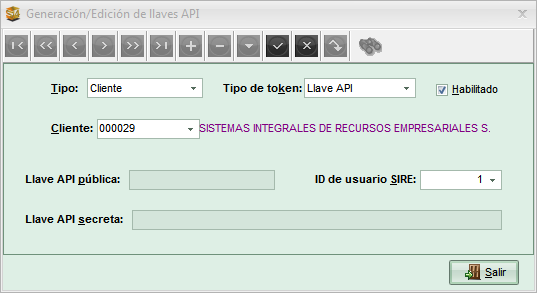 Generación/Edición de llaves API
Tipo: Cliente Tipo de token: Llave API Habilitado
Cliente: 000029 SISTEMAS INTEGRALES DE RECURSOS EMPRESARIALES S.
Llave API pública: ID de usuario SIRE: 1
Llave API secreta:
Salir